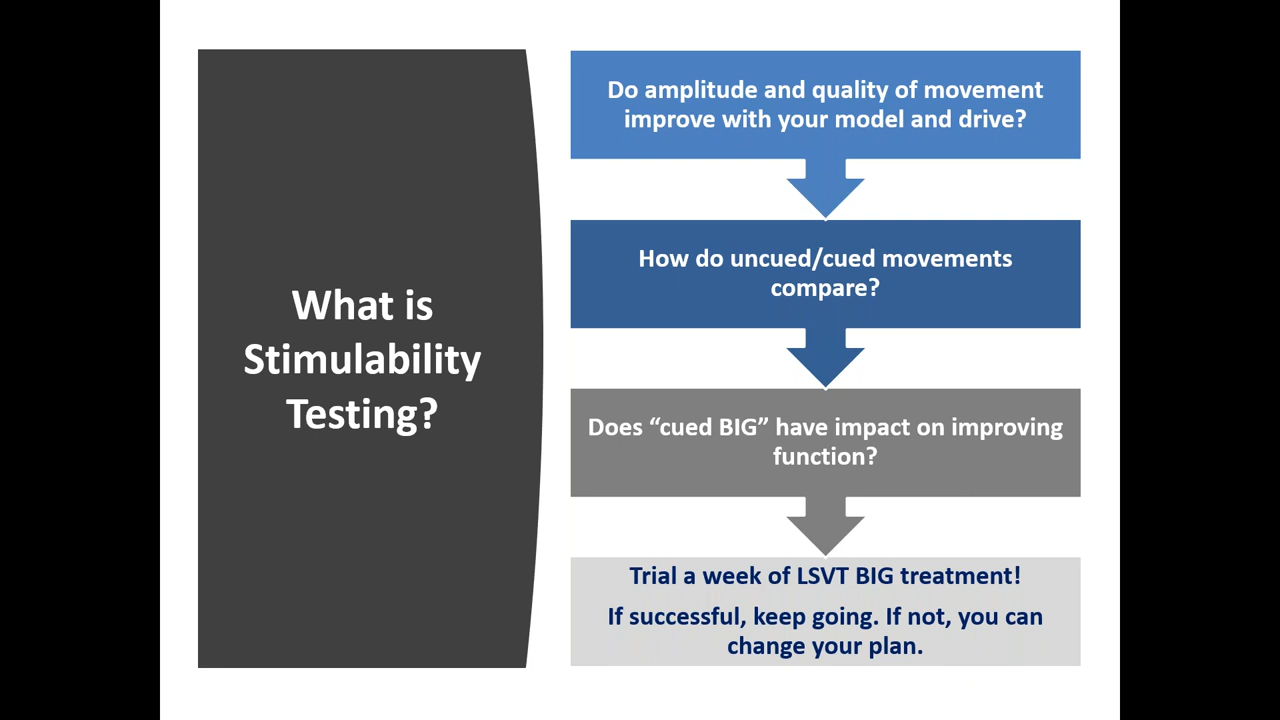 What is
Stimulability
Testing?
Do amplitude and quality of movement
improve with your model and drive?
How do uncued/cued movements
compare?
Does “cued BIG” have impact on improving
function?
Trial a week of LSVT BIG treatment!
If successful, keep going. If not, you can
change your plan.